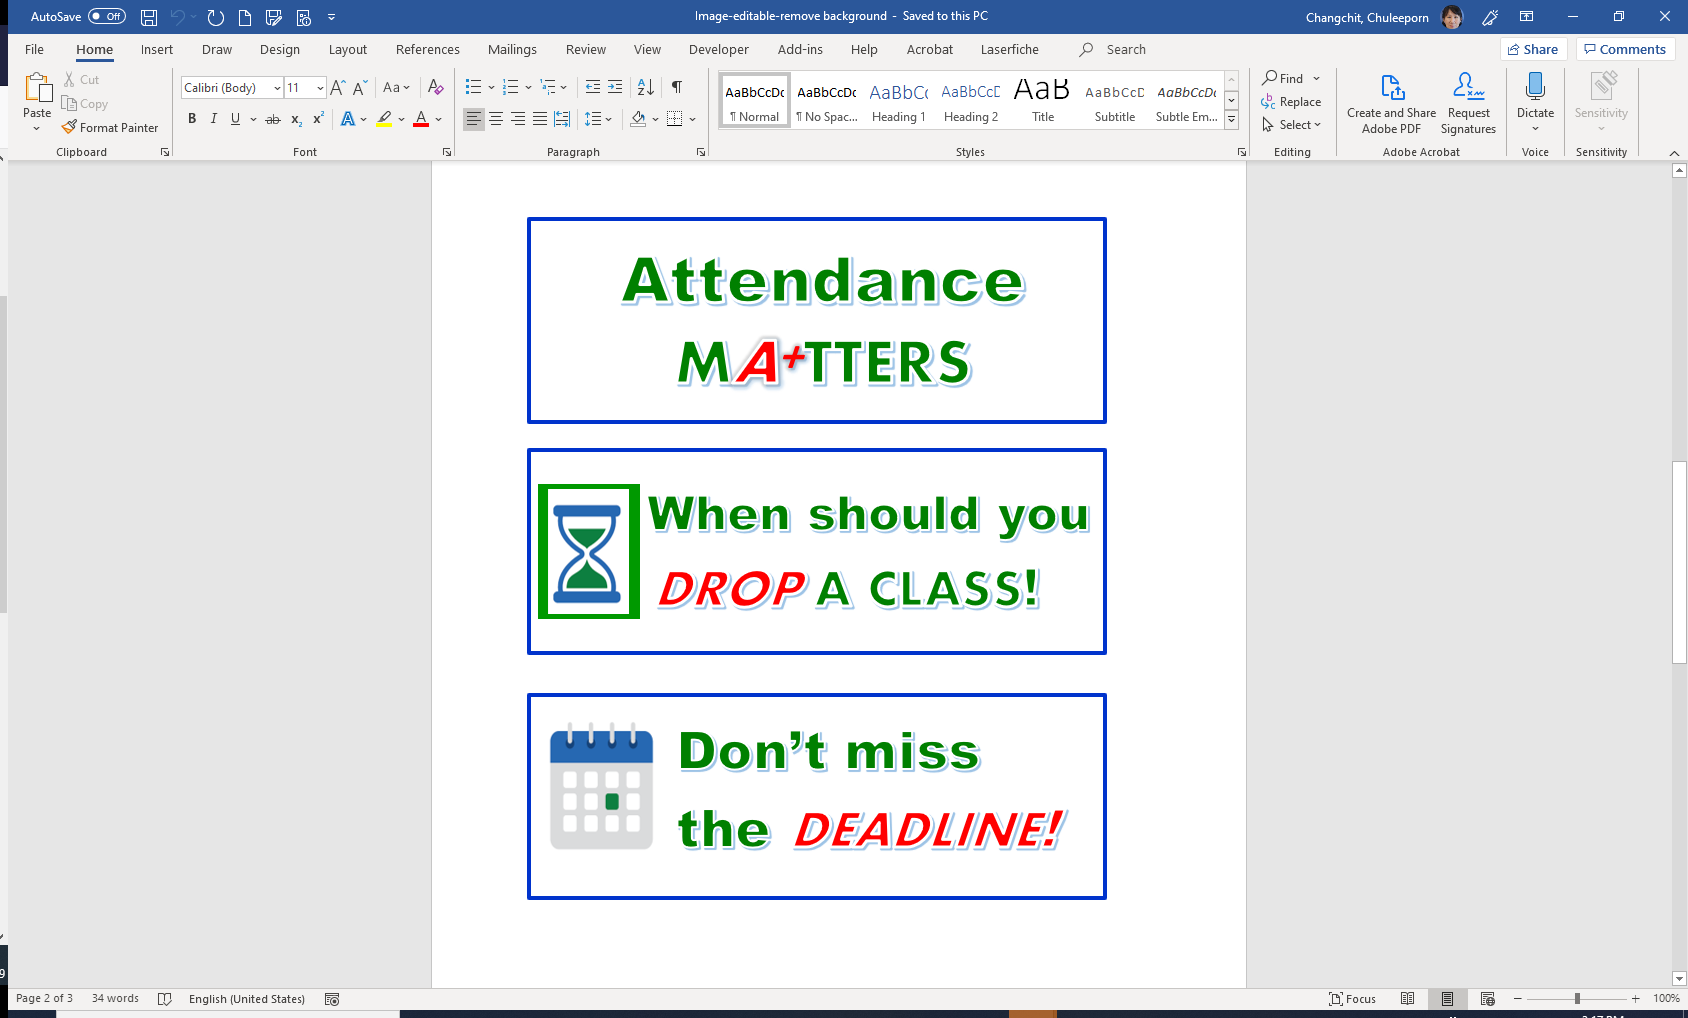 AutoSave Off Image-editable-remove background - Saved to this PC Changchit, Chuleeporn
File Home Insert Draw Design Layout References Mailings Review View Developer Add-ins Help Acrobat Laserfiche Search Share Comments
Paste
Cut
Copy
Format Painter
Clipboard
Calibri (Body) 11 A A Aa A
B I U ab x₂ x² A A
Font
A Z ¶
Paragraph
AaBbCcDc AaBbCcDc AaBbCc AaBbCcD AaB AaBbCcD AaBbCcDc
¶ Normal ¶ No Spac... Heading 1 Heading 2 Title Subtitle Subtle Em...
Styles
Find
Replace
Select
Editing
Create and Share
Adobe PDF
Request
Signatures
Adobe Acrobat
Dictate
Voice
Sensitivity
Sensitivity
Attendance
MA+TTERS
When should you
DROP A CLASS!
Don’t miss
the DEADLINE!
9
Page 2 of 3 34 words English (United States) Focus 100%